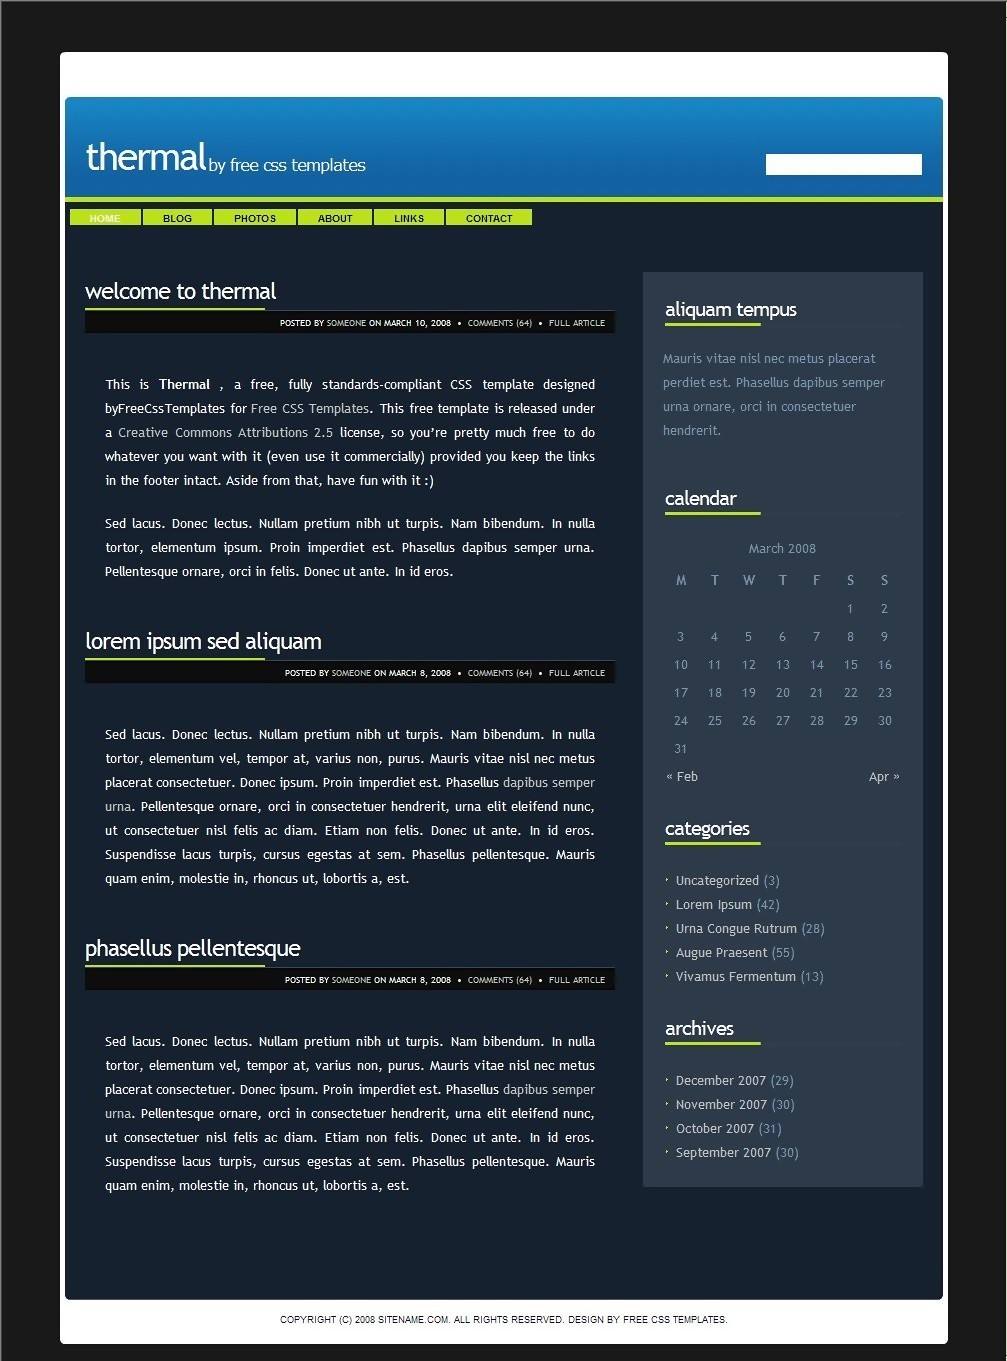 thermal by free css templates
HOME BLOG PHOTOS ABOUT LINKS CONTACT
welcome to thermal
POSTED BY SOMEONE ON MARCH 10, 2008 • COMMENTS (64) • FULL ARTICLE
This is Thermal , a free, fully standards-compliant CSS template designed
byFreeCssTemplates for Free CSS Templates. This free template is released under
a Creative Commons Attributions 2.5 license, so you’re pretty much free to do
whatever you want with it (even use it commercially) provided you keep the links
in the footer intact. Aside from that, have fun with it :)
Sed lacus. Donec lectus. Nullam pretium nibh ut turpis. Nam bibendum. In nulla
tortor, elementum ipsum. Proin imperdiet est. Phasellus dapibus semper urna.
Pellentesque ornare, orci in felis. Donec ut ante. In id eros.
lorem ipsum sed aliquam
POSTED BY SOMEONE ON MARCH 8, 2008 • COMMENTS (64) • FULL ARTICLE
Sed lacus. Donec lectus. Nullam pretium nibh ut turpis. Nam bibendum. In nulla
tortor, elementum vel, tempor at, varius non, purus. Mauris vitae nisl nec metus
placerat consectetuer. Donec ipsum. Proin imperdiet est. Phasellus dapibus semper
urna. Pellentesque ornare, orci in consectetuer hendrerit, urna elit eleifend nunc,
ut consectetuer nisl felis ac diam. Etiam non felis. Donec ut ante. In id eros.
Suspendisse lacus turpis, cursus egestas at sem. Phasellus pellentesque. Mauris
quam enim, molestie in, rhoncus ut, lobortis a, est.
phasellus pellentesque
POSTED BY SOMEONE ON MARCH 8, 2008 • COMMENTS (64) • FULL ARTICLE
Sed lacus. Donec lectus. Nullam pretium nibh ut turpis. Nam bibendum. In nulla
tortor, elementum vel, tempor at, varius non, purus. Mauris vitae nisl nec metus
placerat consectetuer. Donec ipsum. Proin imperdiet est. Phasellus dapibus semper
urna. Pellentesque ornare, orci in consectetuer hendrerit, urna elit eleifend nunc,
ut consectetuer nisl felis ac diam. Etiam non felis. Donec ut ante. In id eros.
Suspendisse lacus turpis, cursus egestas at sem. Phasellus pellentesque. Mauris
quam enim, molestie in, rhoncus ut, lobortis a, est.
aliquam tempus
Mauris vitae nisl nec metus placerat
perdiet est. Phasellus dapibus semper
urna ornare, orci in consectetuer
hendrerit.
calendar
March 2008
M T W T F S S
1 2
3 4 5 6 7 8 9
10 11 12 13 14 15 16
17 18 19 20 21 22 23
24 25 26 27 28 29 30
31
« Feb Apr »
categories
Uncategorized (3)
Lorem Ipsum (42)
Urna Congue Rutrum (28)
Augue Praesent (55)
Vivamus Fermentum (13)
archives
December 2007 (29)
November 2007 (30)
October 2007 (31)
September 2007 (30)
COPYRIGHT (C) 2008 SITENAME.COM. ALL RIGHTS RESERVED. DESIGN BY FREE CSS TEMPLATES.